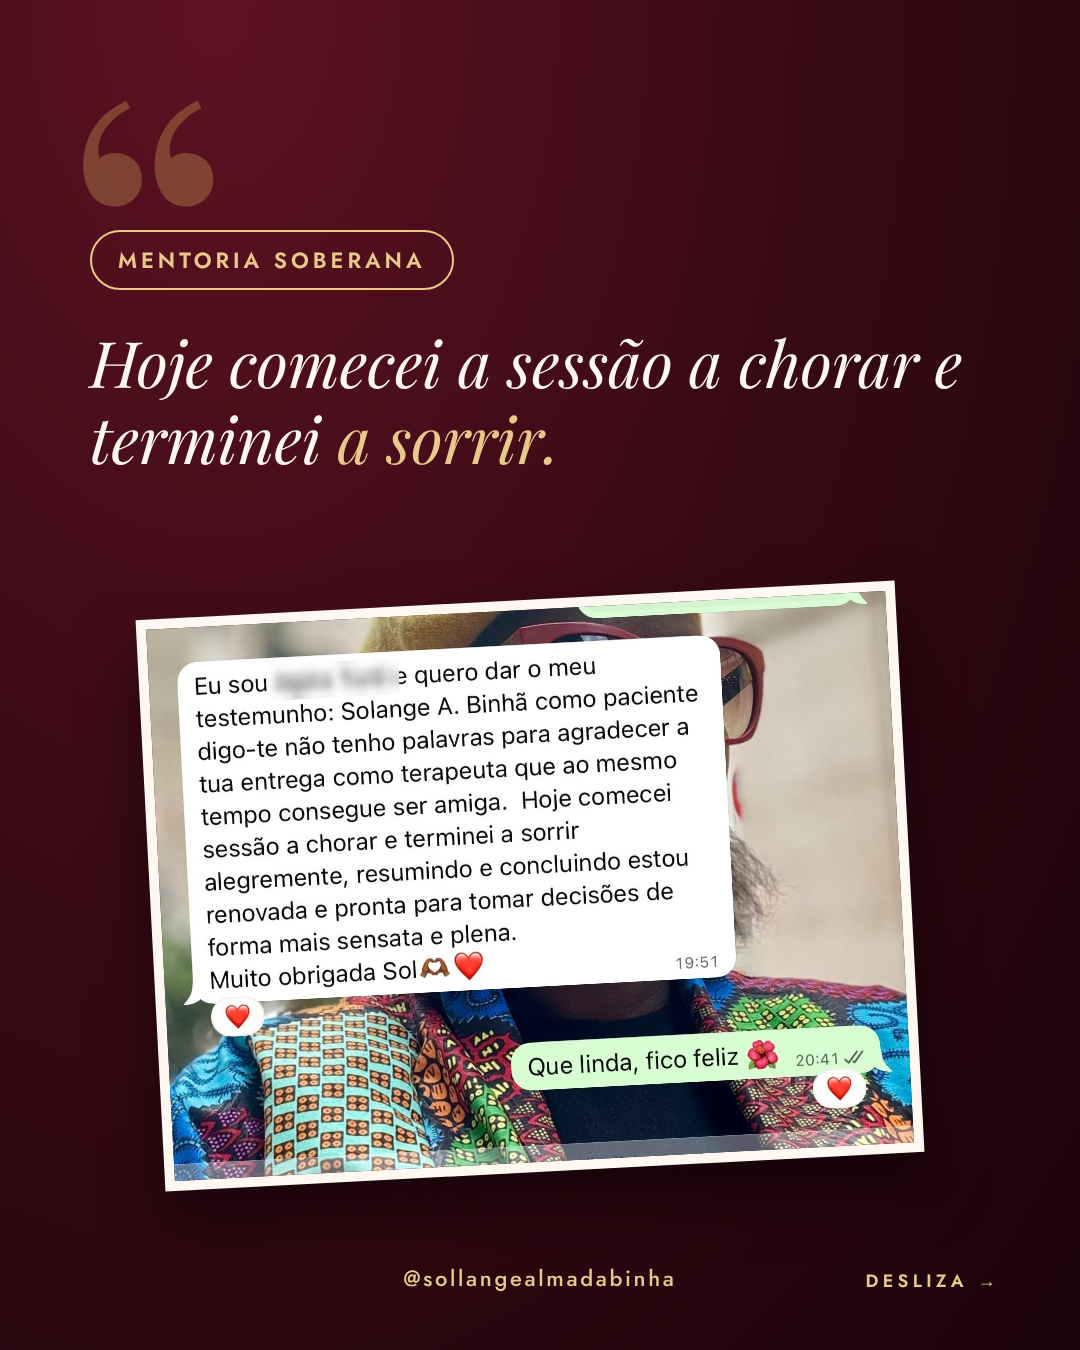 “
MENTORIA SOBERANA
Hoje comecei a sessão a chorar e
terminei a sorrir.
Eu sou e quero dar o meu
testemunho: Solange A. Binhã como paciente
digo-te não tenho palavras para agradecer a
tua entrega como terapeuta que ao mesmo
tempo consegue ser amiga.  Hoje comecei
sessão a chorar e terminei a sorrir
alegremente, resumindo e concluindo estou
renovada e pronta para tomar decisões de
forma mais sensata e plena.
Muito obrigada Sol🫶🏾❤️ 19:51
❤️
Que linda, fico feliz 🌺 20:41
❤️
@sollangealmadabinha
DESLIZA →